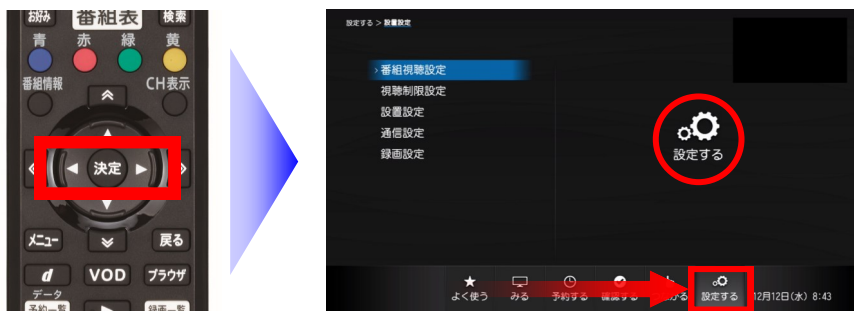 お好み 番組表 検索
青 赤 緑 黄
番組情報 CH表示
決定
メニュー 戻る
d VOD ブラウザ
データ
予約一覧 録画一覧
設定する > 設置設定
番組視聴設定
視聴制限設定
設置設定
通信設定
録画設定
設定する
よく使う みる 予約する 確認する かる 設定する 12月12日(水) 8:43